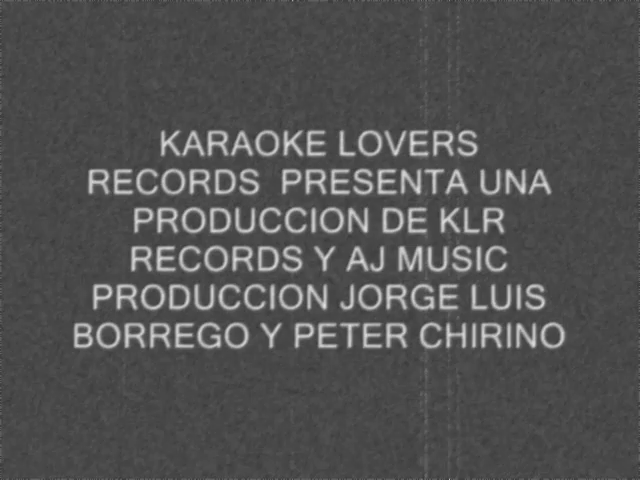 KARAOKE LOVERS
RECORDS  PRESENTA UNA
PRODUCCION DE KLR
RECORDS Y AJ MUSIC
PRODUCCION JORGE LUIS
BORREGO Y PETER CHIRINO